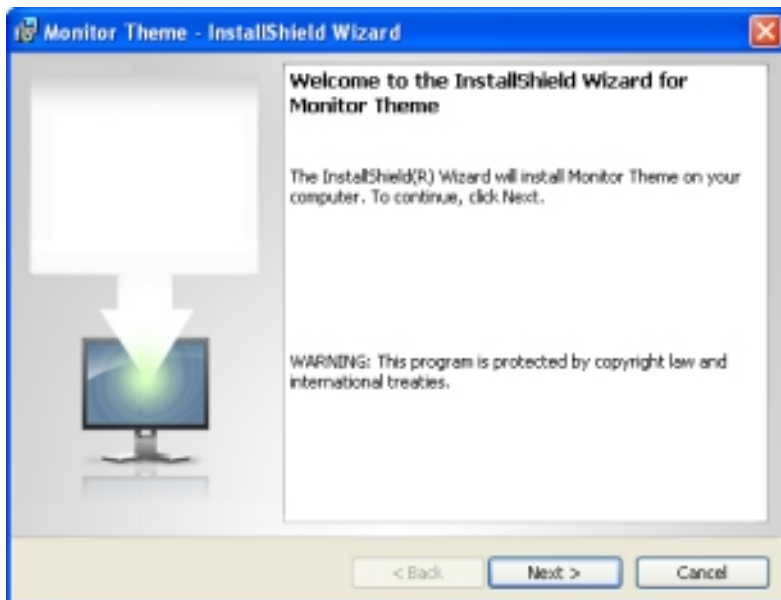 Monitor Theme - InstallShield Wizard
Welcome to the InstallShield Wizard for
Monitor Theme
The InstallShield(R) Wizard will install Monitor Theme on your
computer. To continue, click Next.
WARNING: This program is protected by copyright law and
international treaties.
< Back
Next >
Cancel